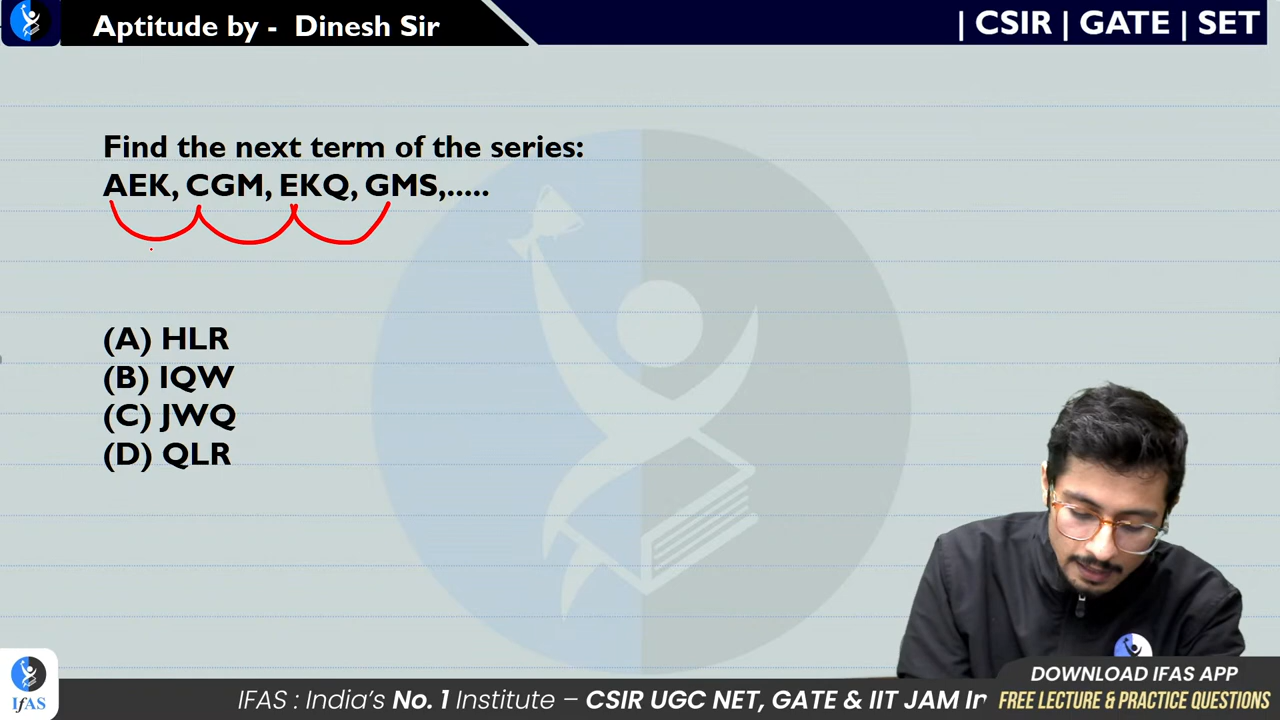 Aptitude by - Dinesh Sir
| CSIR | GATE | SET
Find the next term of the series:
AEK, CGM, EKQ, GMS,.....
(A) HLR
(B) IQW
(C) JWQ
(D) QLR
DOWNLOAD IFAS APP
IFAS
IFAS : India's No. 1 Institute – CSIR UGC NET, GATE & IIT JAM In
FREE LECTURE & PRACTICE QUESTIONS